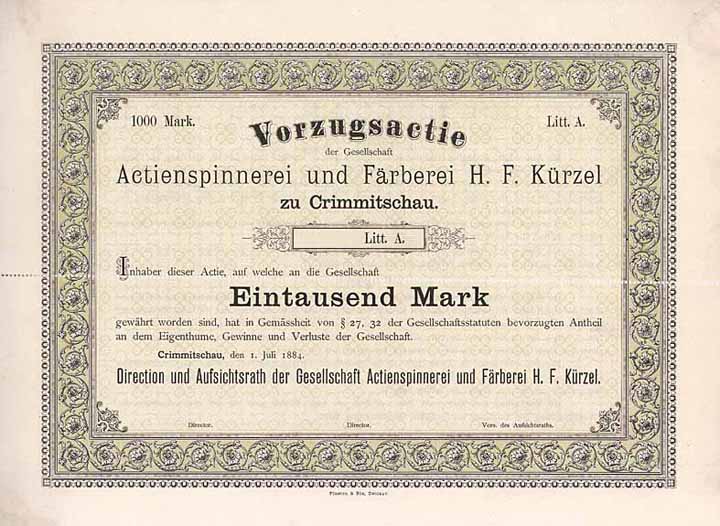 1000 Mark.
Vorzugsactie
Litt. A.
der Gesellschaft
Actienspinnerei und Färberei H. F. Kürzel
zu Crimmitschau.
Litt. A.
Inhaber dieser Actie, auf welche an die Gesellschaft
Eintausend Mark
gewährt worden sind, hat in Gemässheit von § 27, 32 der Gesellschaftsstatuten bevorzugten Antheil
an dem Eigenthume, Gewinne und Verluste der Gesellschaft.
Crimmitschau, den 1. Juli 1884.
Direction und Aufsichtsrath der Gesellschaft Actienspinnerei und Färberei H. F. Kürzel.
Director.
Director.
Vors. des Aufsichtsraths.